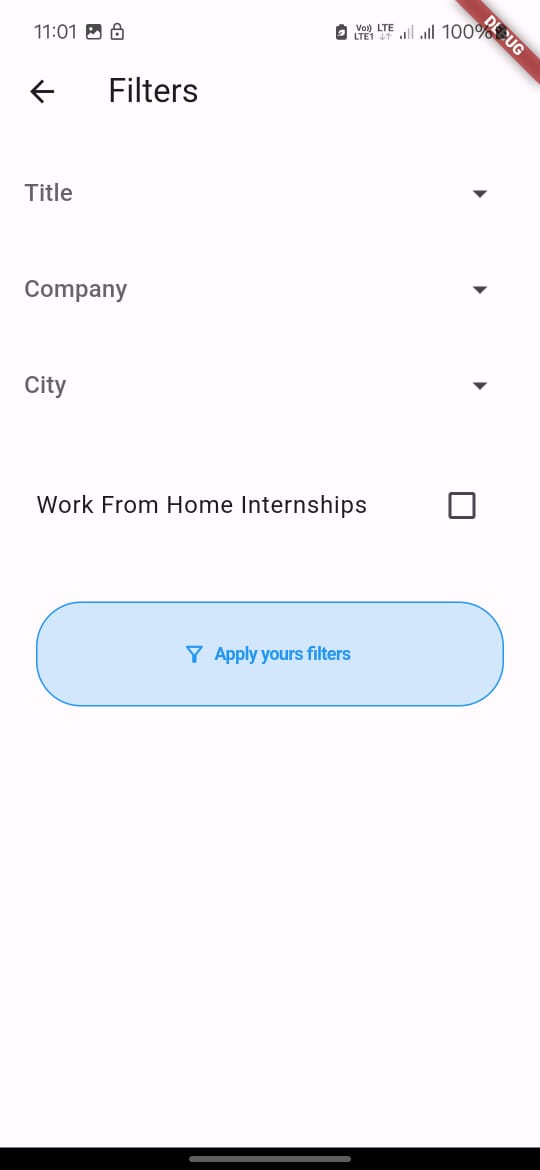 11:01 Vo)) LTE LTE1 100%
DEBUG
Filters
Title
Company
City
Work From Home Internships
Apply yours filters